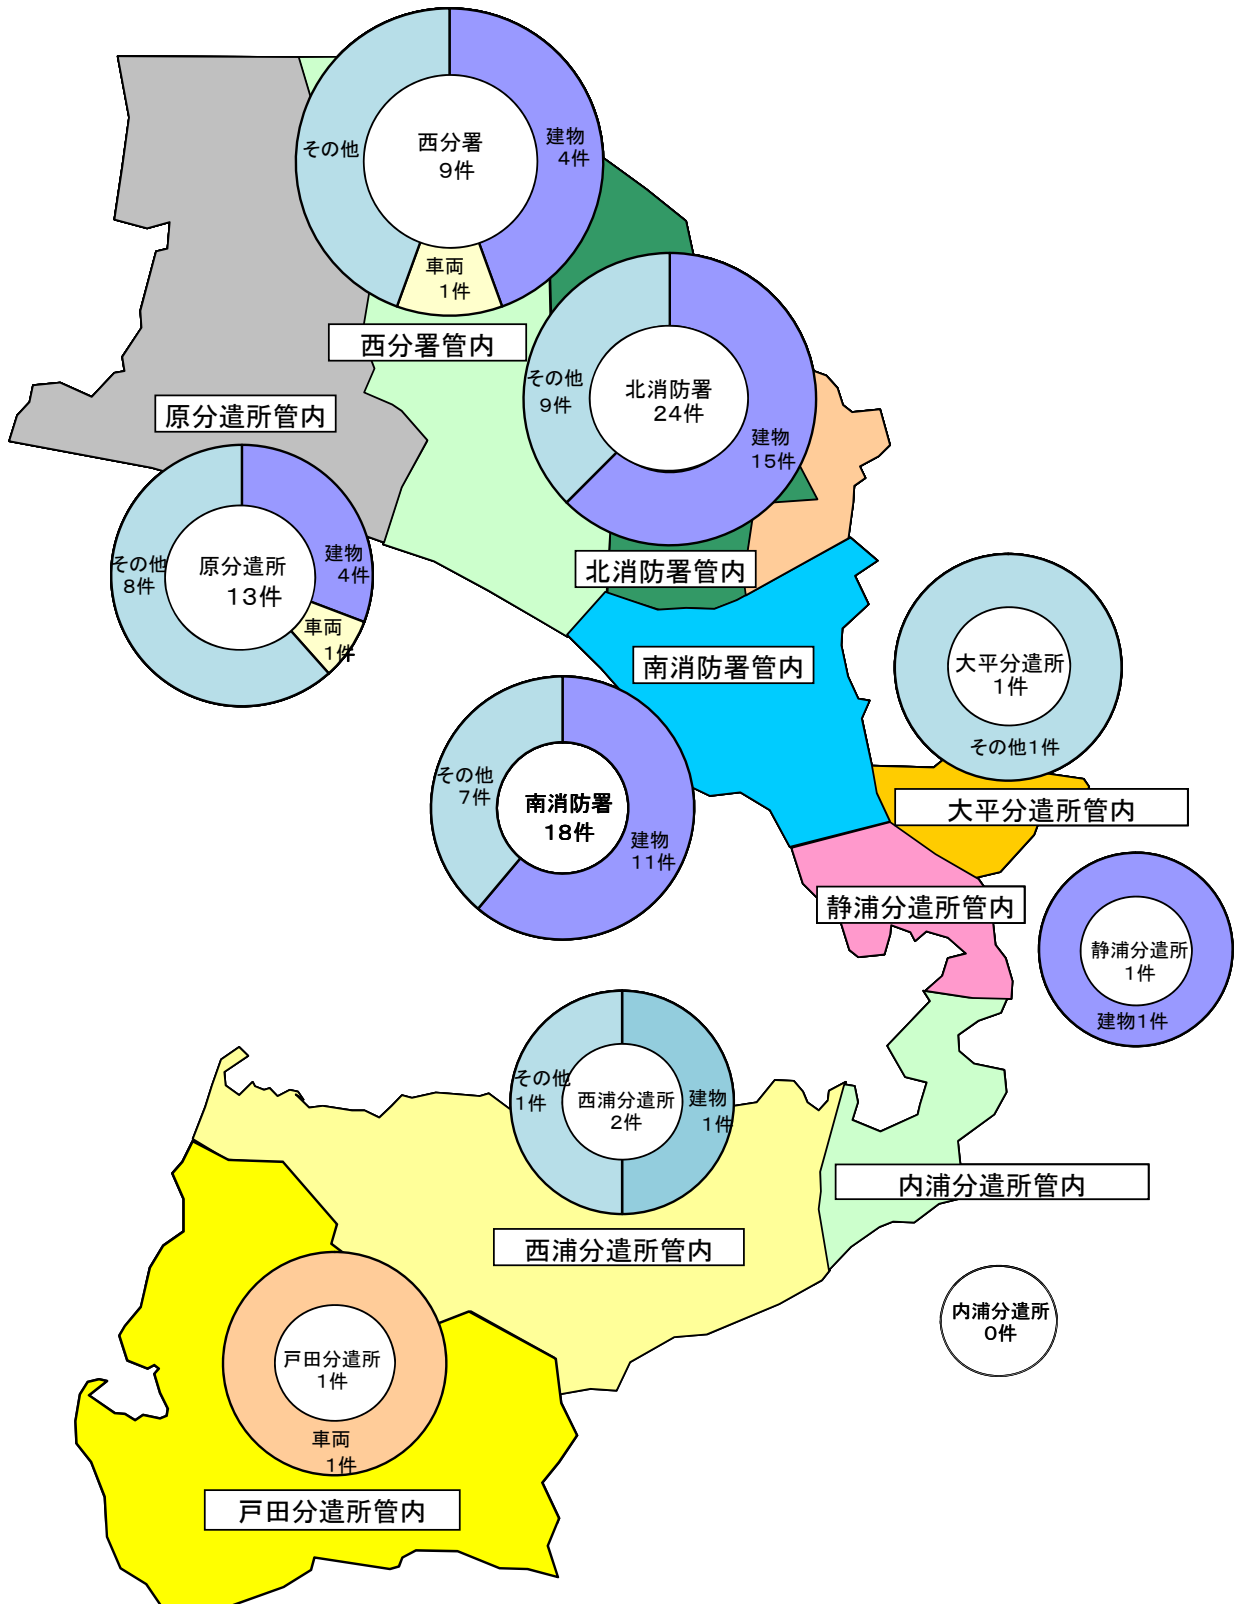 その他
西分署
9件
建物
4件
車両
1件
西分署管内
その他
9件
北消防署
24件
建物
15件
北消防署管内
原分遣所管内
その他
8件
原分遣所
13件
建物
4件
車両
1件
南消防署管内
その他
7件
南消防署
18件
建物
11件
大平分遣所
1件
その他1件
大平分遣所管内
静浦分遣所管内
静浦分遣所
1件
建物1件
その他
1件
西浦分遣所
2件
建物
1件
西浦分遣所管内
内浦分遣所管内
内浦分遣所
0件
戸田分遣所
1件
車両
1件
戸田分遣所管内